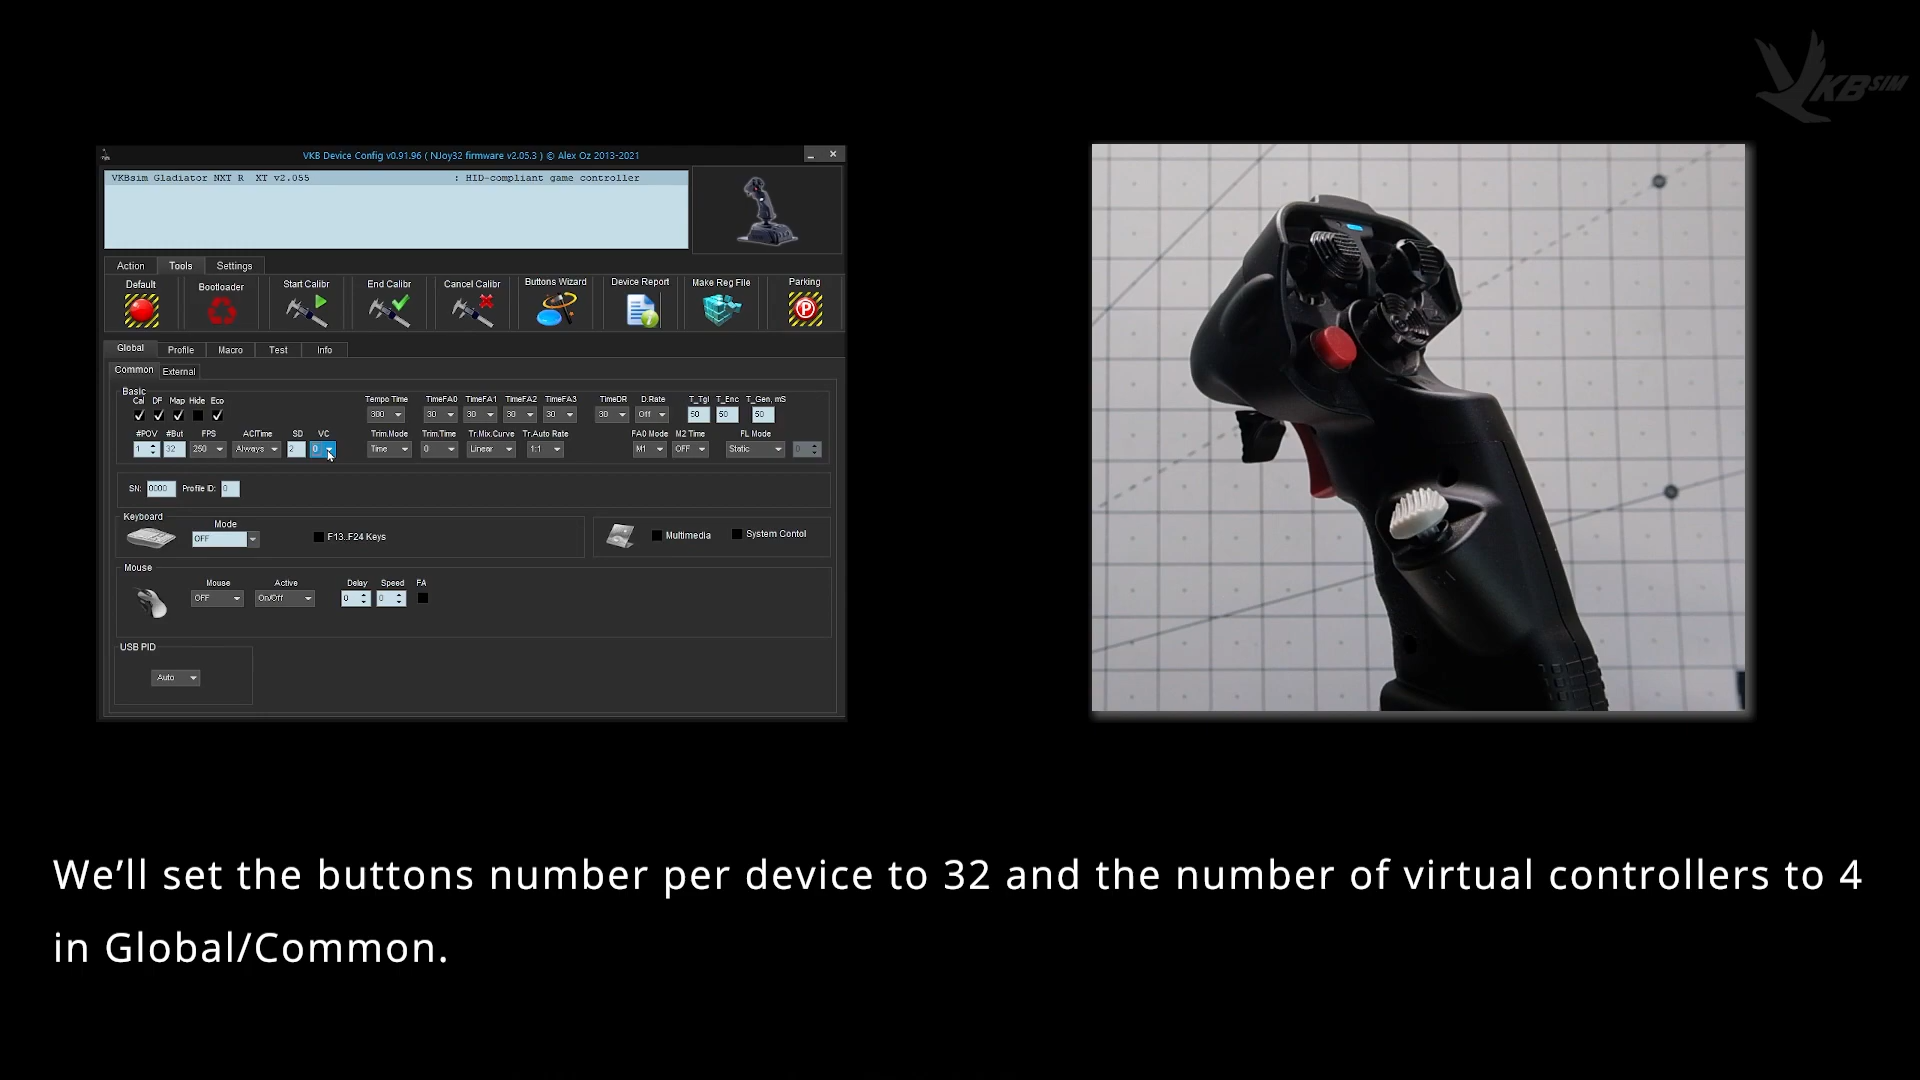 VKBSIM
VKB Device Config v0.91.96 ( NJoy32 firmware v2.05.3 ) © Alex Oz 2013-2021
VKBsim Gladiator NXT R XT v2.055 : HID-compliant game controller
Action Tools Settings
Default Bootloader Start Calibr End Calibr Cancel Calibr Buttons Wizard Device Report Make Reg File Parking
Global Profile Macro Test Info
Common External
Basic
Cal DF Map Hide Eco Tempo Time TimeFA0 TimeFA1 TimeFA2 TimeFA3 TimeDR D.Rate T_Tgl T_Enc T_Gen, mS
300 30 30 30 30 30 Off 50 50 50
#POV #But FPS AClTime SD VC Trim.Mode Trim.Time Tr.Mix.Curve Tr.Auto Rate FA0 Mode M2 Time FL Mode
1 32 250 Always 2 0 Time 0 Linear 1:1 M1 OFF Static 0
SN: 0000 Profile ID: 0
Keyboard
Mode
OFF F13..F24 Keys Multimedia System Contol
Mouse
Mouse Active Delay Speed FA
OFF On/Off 0 0
USB PID
Auto
We’ll set the buttons number per device to 32 and the number of virtual controllers to 4
in Global/Common.